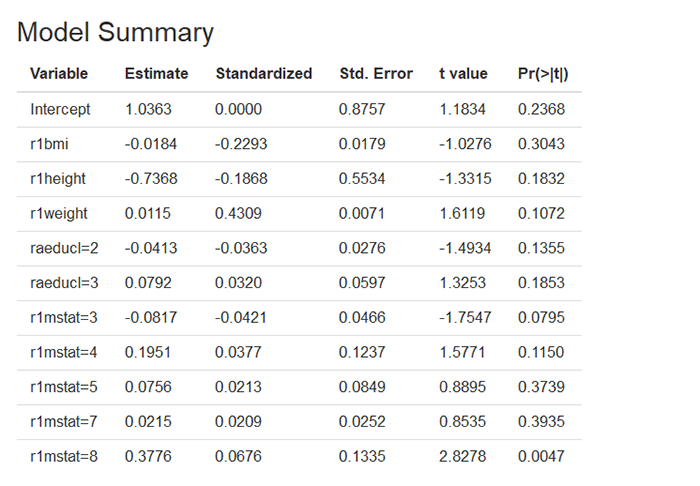 Model Summary
Variable Estimate Standardized Std. Error t value Pr(>|t|)
Intercept 1.0363 0.0000 0.8757 1.1834 0.2368
r1bmi -0.0184 -0.2293 0.0179 -1.0276 0.3043
r1height -0.7368 -0.1868 0.5534 -1.3315 0.1832
r1weight 0.0115 0.4309 0.0071 1.6119 0.1072
raeducl=2 -0.0413 -0.0363 0.0276 -1.4934 0.1355
raeducl=3 0.0792 0.0320 0.0597 1.3253 0.1853
r1mstat=3 -0.0817 -0.0421 0.0466 -1.7547 0.0795
r1mstat=4 0.1951 0.0377 0.1237 1.5771 0.1150
r1mstat=5 0.0756 0.0213 0.0849 0.8895 0.3739
r1mstat=7 0.0215 0.0209 0.0252 0.8535 0.3935
r1mstat=8 0.3776 0.0676 0.1335 2.8278 0.0047